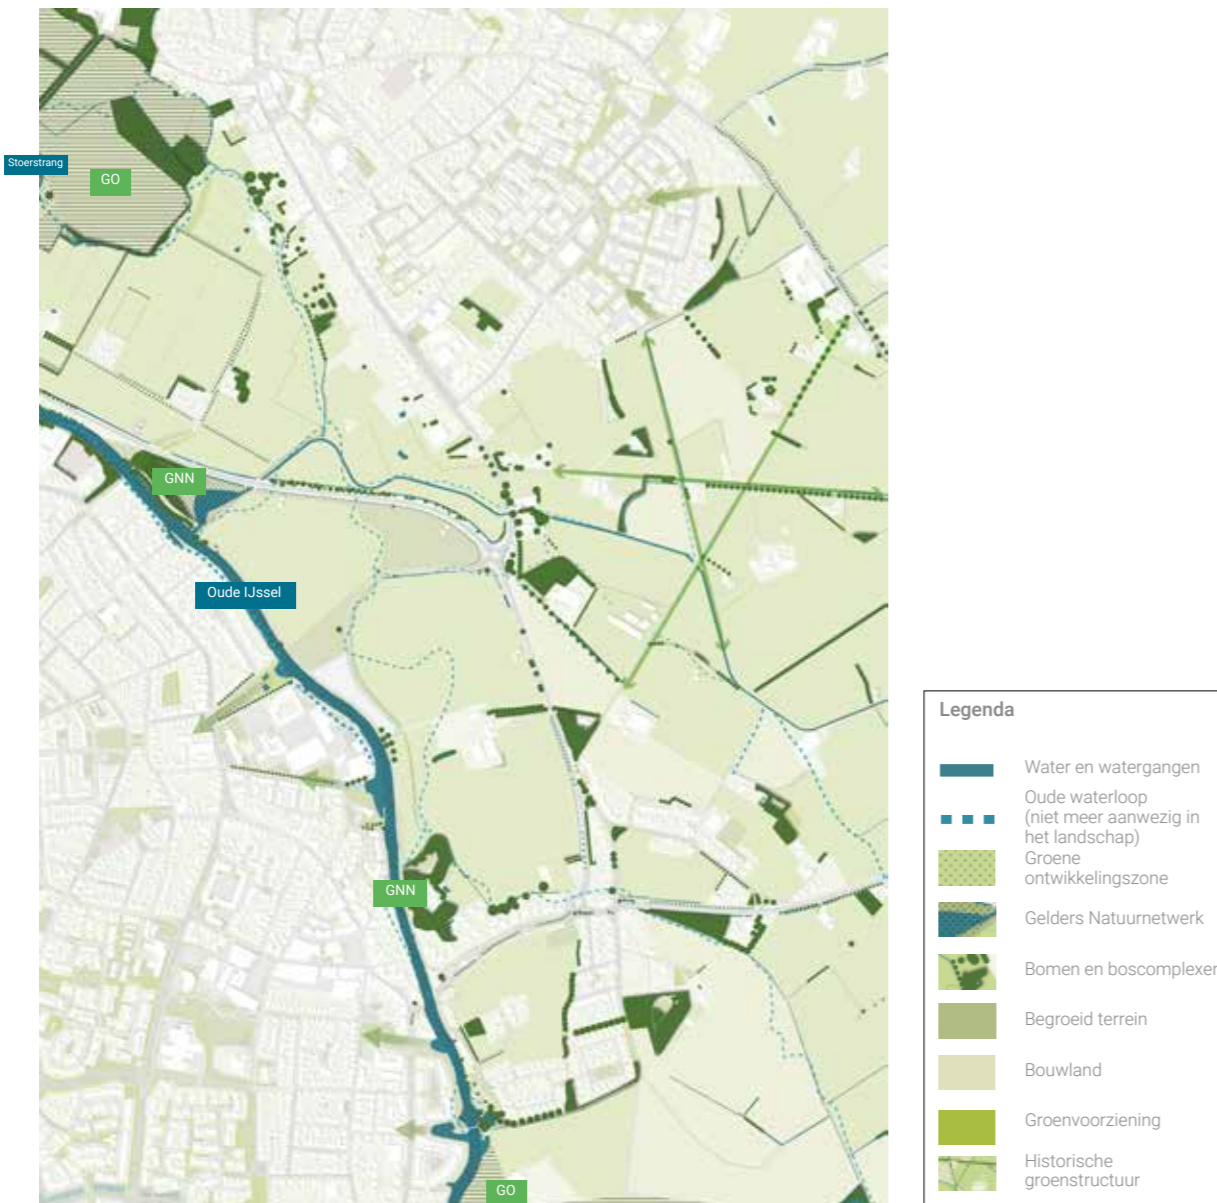 Stoerstrang
GO
GNN
Oude IJssel
GNN
GO
Legenda
Water en watergangen
Oude waterloop
(niet meer aanwezig in
het landschap)
Groene
ontwikkelingszone
Gelders Natuurnetwerk
Bomen en boscomplexen
Begroeid terrein
Bouwland
Groenvoorziening
Historische
groenstructuur